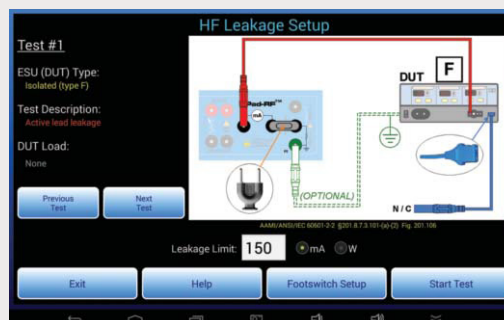 HF Leakage Setup
Test #1
ESU (DUT) Type:
Isolated (type F)
Test Description:
Active lead leakage
DUT Load:
None
Previous
Test
Next
Test
mA
DUT
F
(OPTIONAL)
N / C
AAMI/ANSI/IEC 60601-2-2 §201.8.7.3.101-(a)-(2) Fig. 201.106
Leakage Limit: 150 mA W
Exit
Help
Footswitch Setup
Start Test